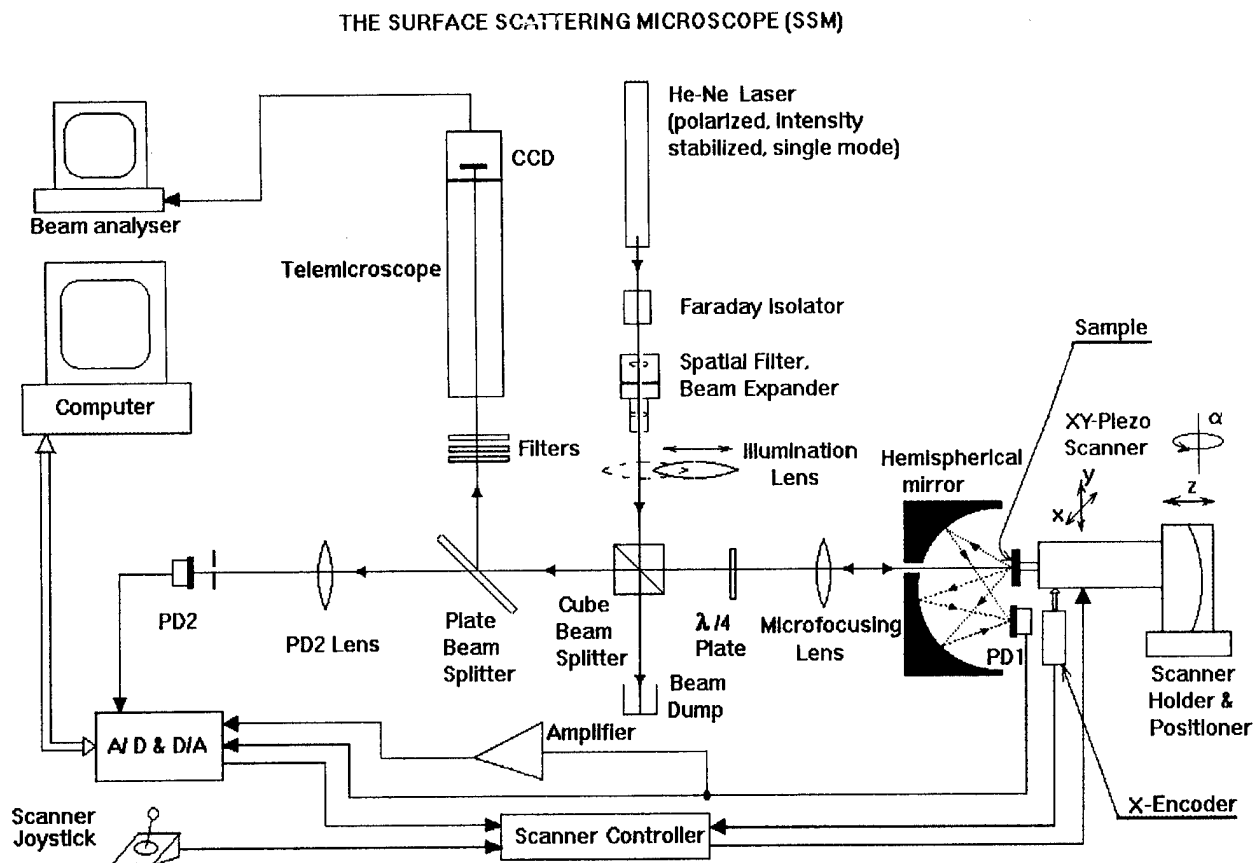 THE SURFACE SCATTERING MICROSCOPE (SSM)
He-Ne Laser
(polarized, intensity
stabilized, single mode)
CCD
Beam analyser
Telemicroscope
Faraday Isolator
Sample
Spatial Filter,
Beam Expander
Computer
XY-Piezo
Scanner
α
Filters
Illumination
Lens
Hemispherical
mirror
y
x
z
PD2
PD2 Lens
Plate
Beam
Splitter
Cube
Beam
Splitter
λ/4
Plate
Microfocusing
Lens
PD1
Scanner
Holder &
Positioner
Beam
Dump
Amplifier
A/D & D/A
X-Encoder
Scanner
Joystick
Scanner Controller